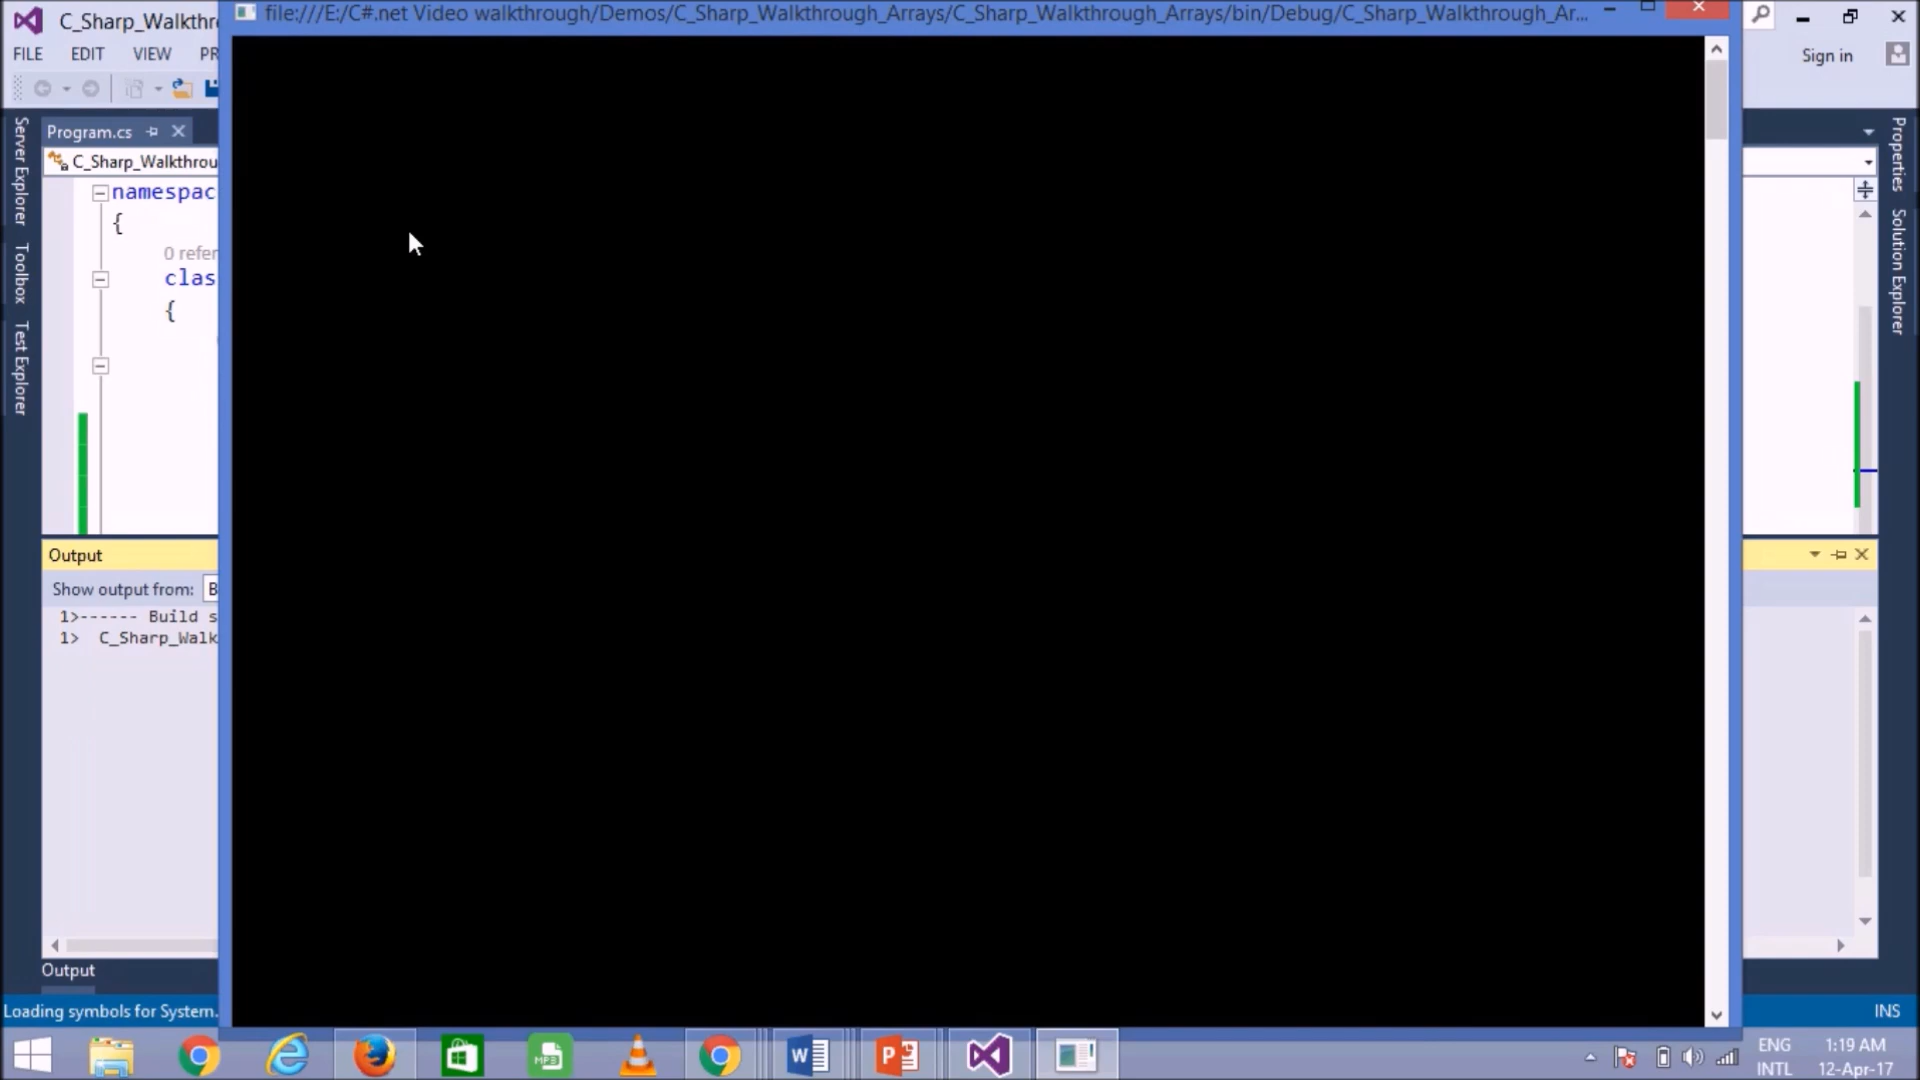 C_Sharp_Walkthr
file:///E:/C#.net Video walkthrough/Demos/C_Sharp_Walkthrough_Arrays/C_Sharp_Walkthrough_Arrays/bin/Debug/C_Sharp_Walkthrough_Ar...
FILE EDIT VIEW PR
Sign in
Server Explorer
Toolbox
Test Explorer
Program.cs
C_Sharp_Walkthrou
namespac
{
0 refer
clas
{
Properties
Solution Explorer
Output
Show output from: B
1>------ Build s
1> C_Sharp_Walk
Output
Loading symbols for System.
INS
W
P
MP3
ENG
INTL
1:19 AM
12-Apr-17